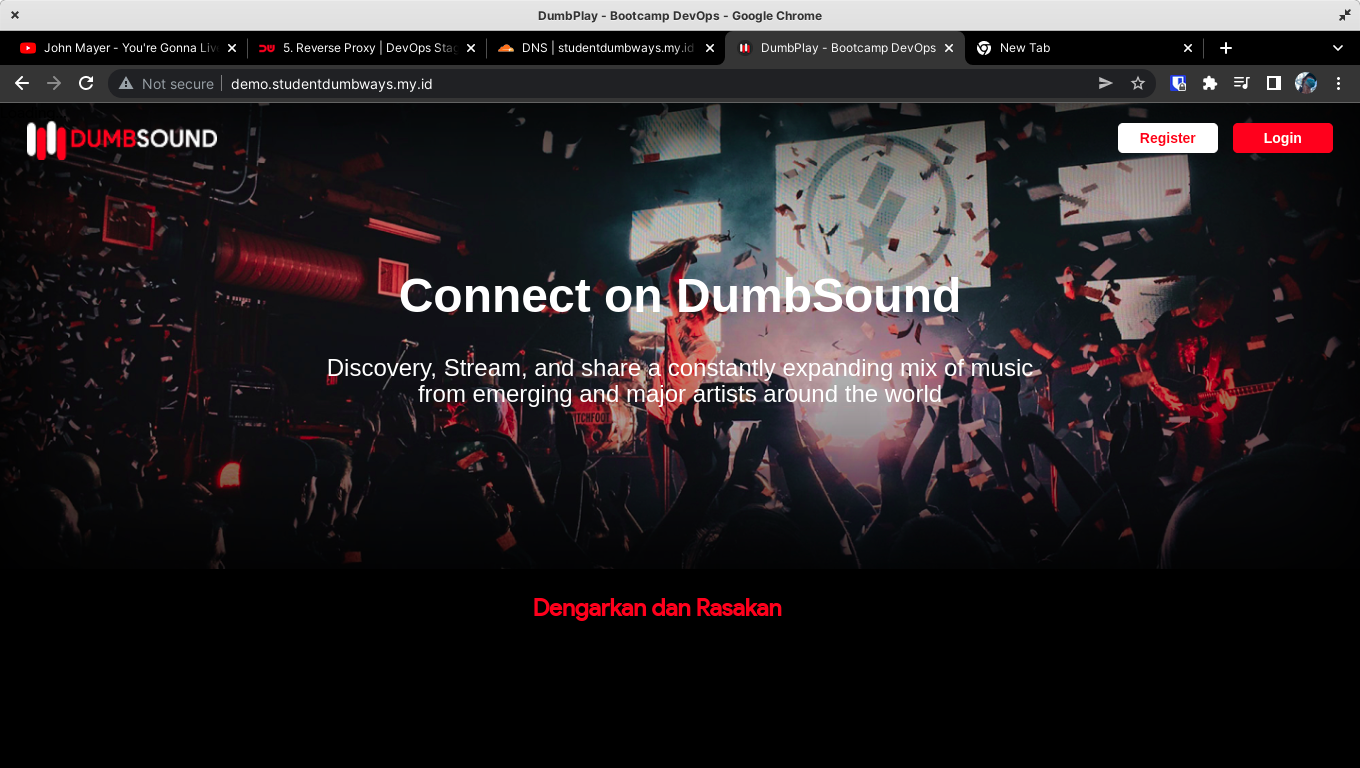 DumbPlay - Bootcamp DevOps - Google Chrome
John Mayer - You're Gonna Liv
5. Reverse Proxy | DevOps Stag
DNS | studentdumbways.my.id
DumbPlay - Bootcamp DevOps
New Tab
Not secure
demo.studentdumbways.my.id
DUMBSOUND
Register
Login
Connect on DumbSound
Discovery, Stream, and share a constantly expanding mix of music
from emerging and major artists around the world
PITCHFOOT
Dengarkan dan Rasakan